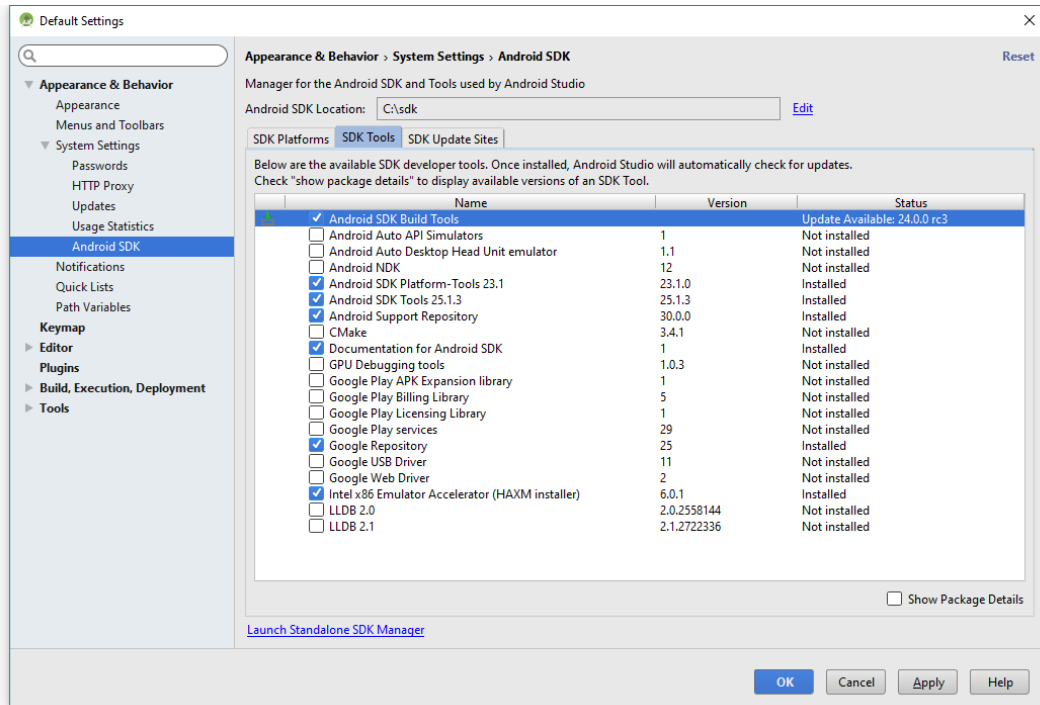 Default Settings
Appearance & Behavior › System Settings › Android SDK
Reset
Appearance & Behavior
Appearance
Menus and Toolbars
System Settings
Passwords
HTTP Proxy
Updates
Usage Statistics
Android SDK
Notifications
Quick Lists
Path Variables
Keymap
Editor
Plugins
Build, Execution, Deployment
Tools
Manager for the Android SDK and Tools used by Android Studio
Android SDK Location: C:\sdk Edit
SDK Platforms SDK Tools SDK Update Sites
Below are the available SDK developer tools. Once installed, Android Studio will automatically check for updates.
Check "show package details" to display available versions of an SDK Tool.
Name Version Status
Android SDK Build Tools Update Available: 24.0.0 rc3
Android Auto API Simulators 1 Not installed
Android Auto Desktop Head Unit emulator 1.1 Not installed
Android NDK 12 Not installed
Android SDK Platform-Tools 23.1 23.1.0 Installed
Android SDK Tools 25.1.3 25.1.3 Installed
Android Support Repository 30.0.0 Installed
CMake 3.4.1 Not installed
Documentation for Android SDK 1 Installed
GPU Debugging tools 1.0.3 Not installed
Google Play APK Expansion library 1 Not installed
Google Play Billing Library 5 Not installed
Google Play Licensing Library 1 Not installed
Google Play services 29 Not installed
Google Repository 25 Installed
Google USB Driver 11 Not installed
Google Web Driver 2 Not installed
Intel x86 Emulator Accelerator (HAXM installer) 6.0.1 Installed
LLDB 2.0 2.0.2558144 Not installed
LLDB 2.1 2.1.2722336 Not installed
Show Package Details
Launch Standalone SDK Manager
OK Cancel Apply Help